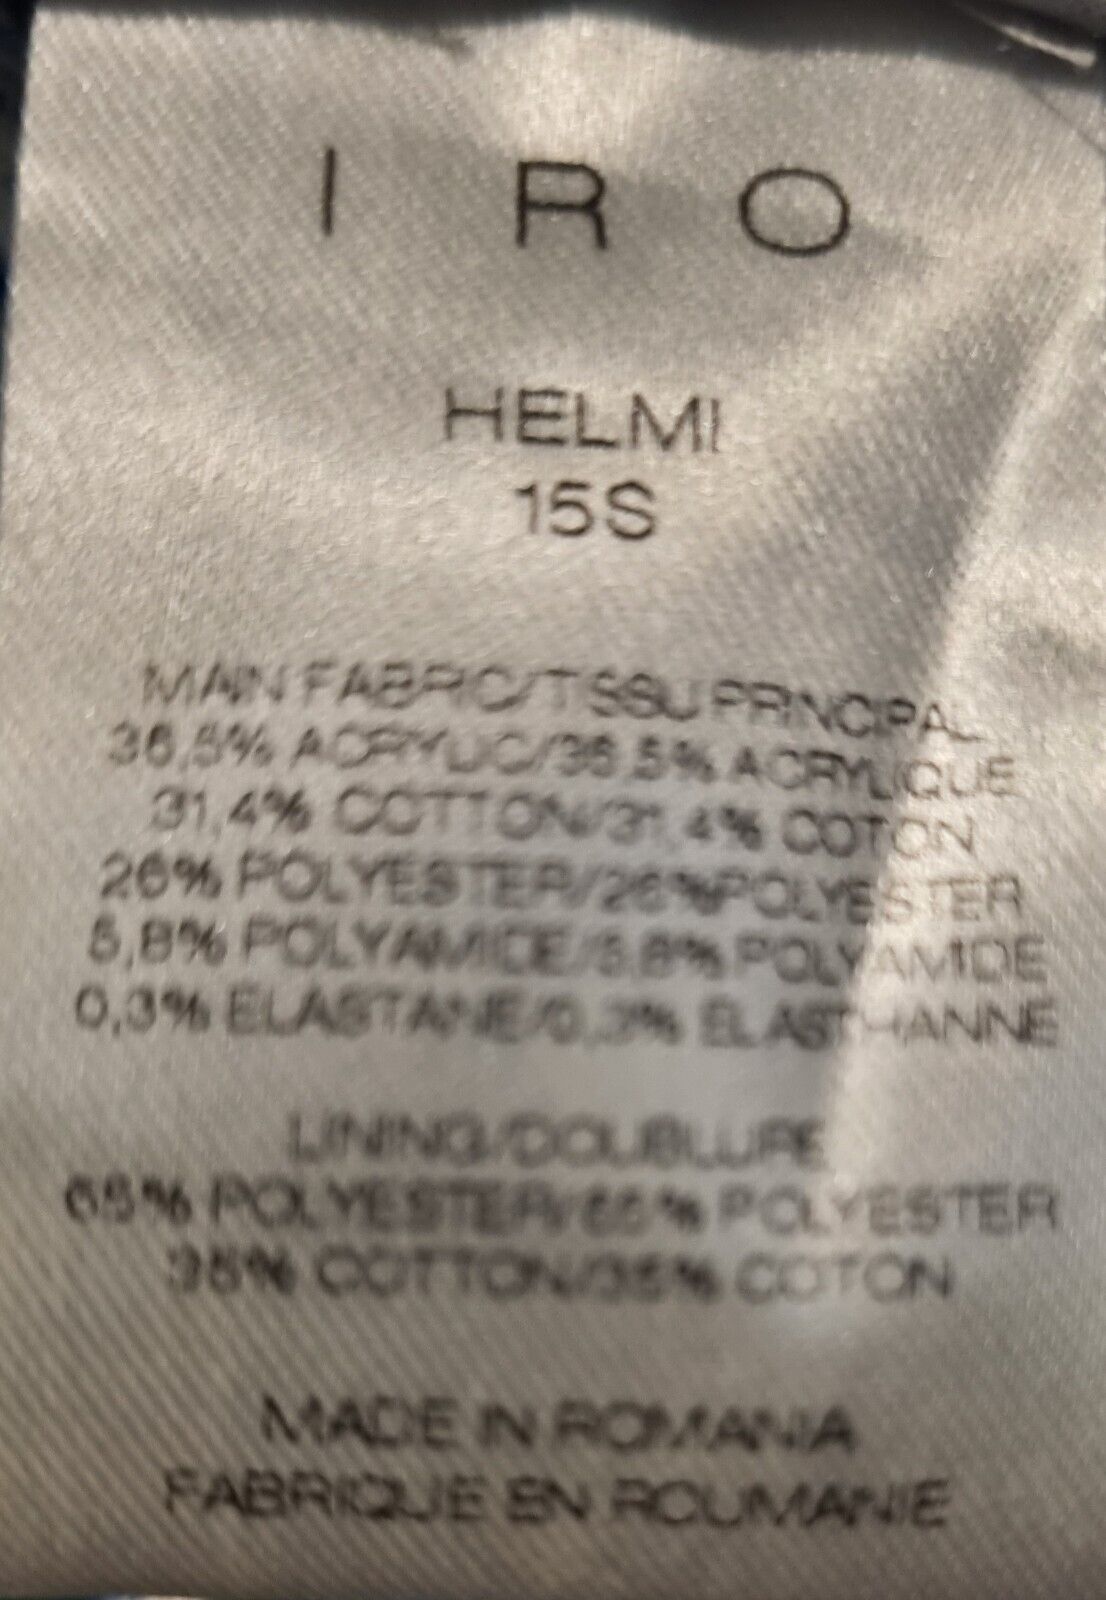 I R O
HELMI
15S
MAIN FABRIC/TISSU PRINCIPAL
36,5% ACRYLIC/36,5% ACRYLIQUE
31,4% COTTON/31,4% COTON
26% POLYESTER/26%POLYESTER
5,8% POLYAMIDE/5,8% POLYAMIDE
0,3% ELASTANE/0,3% ELASTHANNE
LINING/DOUBLURE
65% POLYESTER/65% POLYESTER
35% COTTON/35% COTON
MADE IN ROMANIA
FABRIQUE EN ROUMANIE